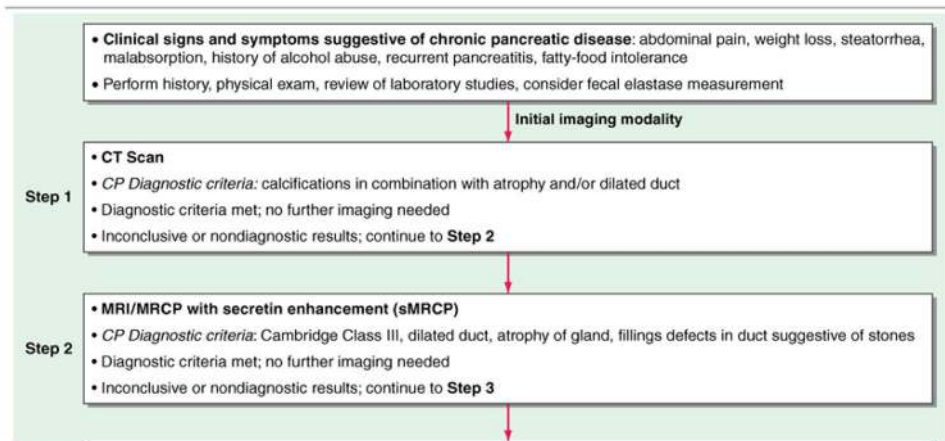 • Clinical signs and symptoms suggestive of chronic pancreatic disease: abdominal pain, weight loss, steatorrhea,
malabsorption, history of alcohol abuse, recurrent pancreatitis, fatty-food intolerance
• Perform history, physical exam, review of laboratory studies, consider fecal elastase measurement
Initial imaging modality
Step 1
• CT Scan
• CP Diagnostic criteria: calcifications in combination with atrophy and/or dilated duct
• Diagnostic criteria met; no further imaging needed
• Inconclusive or nondiagnostic results; continue to Step 2
Step 2
• MRI/MRCP with secretin enhancement (sMRCP)
• CP Diagnostic criteria: Cambridge Class III, dilated duct, atrophy of gland, fillings defects in duct suggestive of stones
• Diagnostic criteria met; no further imaging needed
• Inconclusive or nondiagnostic results; continue to Step 3